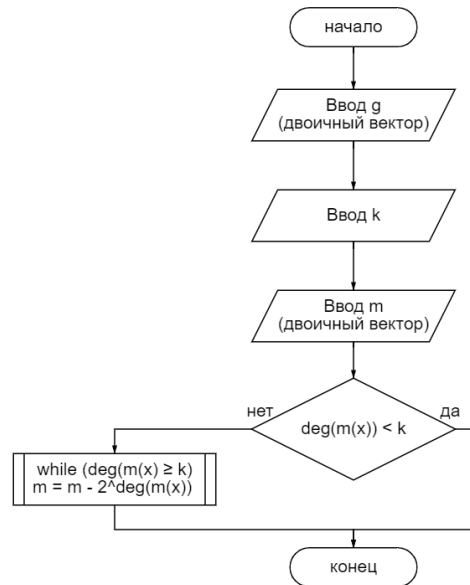 начало
Ввод g
(двоичный вектор)
Ввод k
Ввод m
(двоичный вектор)
нет
да
deg(m(x)) < k
while (deg(m(x) ≥ k)
m = m - 2^deg(m(x))
конец